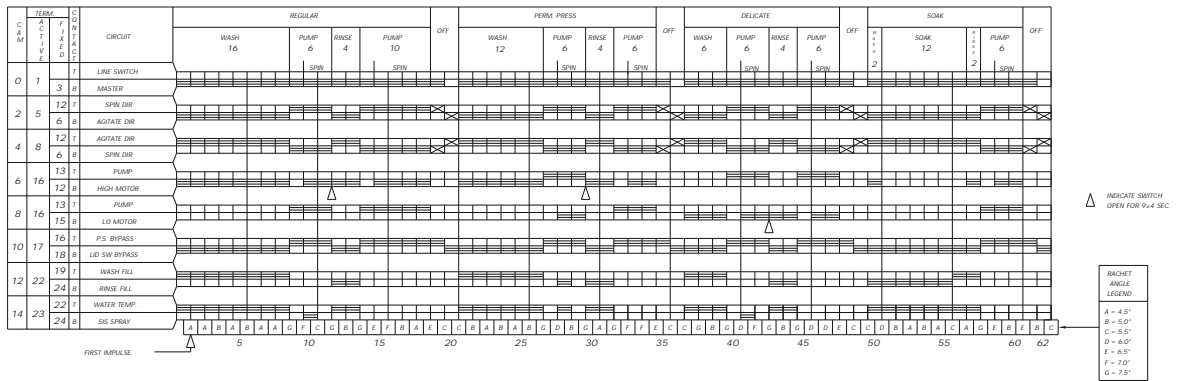 CAM
TERM.
ACTIVE
FIXED
CONTACT
CIRCUIT
REGULAR
OFF
PERM. PRESS
OFF
DELICATE
OFF
SOAK
OFF
WASH
16
PUMP
6
SPIN
RINSE
4
PUMP
10
SPIN
WASH
12
PUMP
6
SPIN
RINSE
4
PUMP
6
SPIN
WASH
6
PUMP
6
SPIN
RINSE
4
PUMP
6
SPIN
WASH
2
SOAK
12
RINSE
2
PUMP
6
SPIN
0 1 T LINE SWITCH
3 B MASTER
2 5 12 T SPIN DIR
6 B AGITATE DIR
4 8 12 T AGITATE DIR
6 B SPIN DIR
6 16 13 T PUMP
12 B HIGH MOTOR
8 16 13 T PUMP
15 B LO MOTOR
10 17 16 T P.S. BYPASS
18 B LID SW BYPASS
12 22 19 T WASH FILL
24 B RINSE FILL
14 23 22 T WATER TEMP.
24 B SIS SPRAY
5 10 15 20 25 30 35 40 45 50 55 60 62
FIRST IMPULSE
INDICATE SWITCH
OPEN FOR 9±4 SEC.
RACHET
ANGLE
LEGEND
A = 4.5°
B = 5.0°
C = 5.5°
D = 6.0°
E = 6.5°
F = 7.0°
G = 7.5°